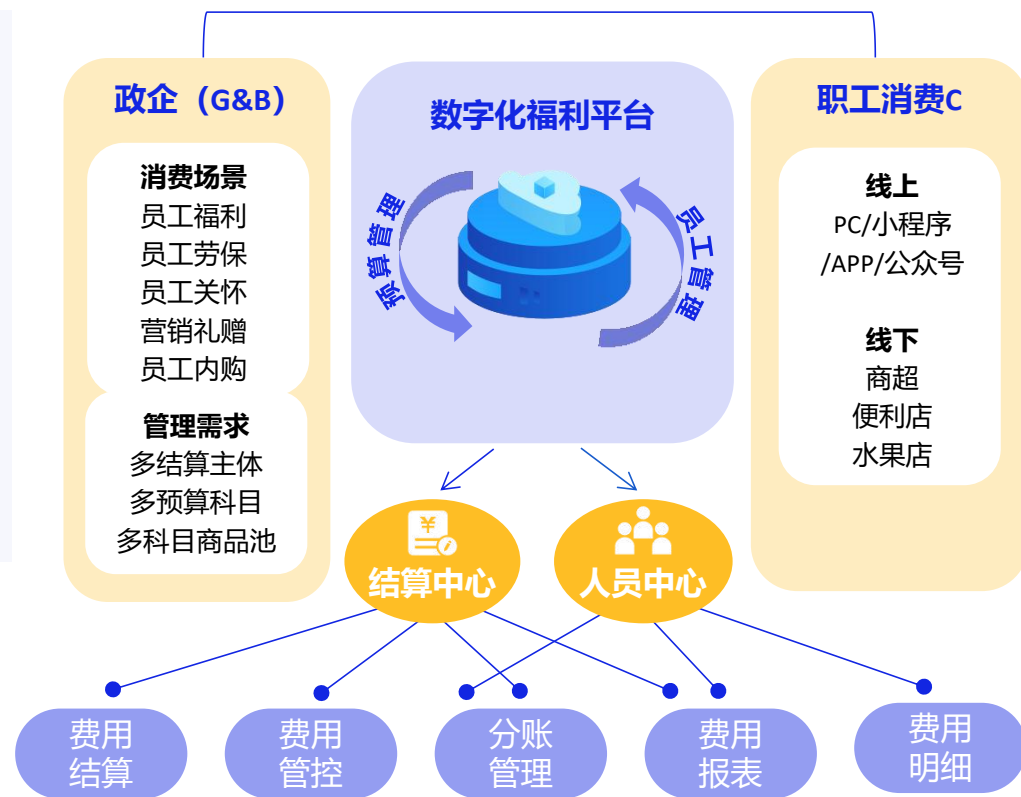 政企（G&B）
消费场景
员工福利
员工劳保
员工关怀
营销礼赠
员工内购
管理需求
多结算主体
多预算科目
多科目商品池
数字化福利平台
预算管理
员工管理
职工消费C
线上
PC/小程序
/APP/公众号
线下
商超
便利店
水果店
¥
结算中心
人员中心
费用
结算
费用
管控
分账
管理
费用
报表
费用
明细